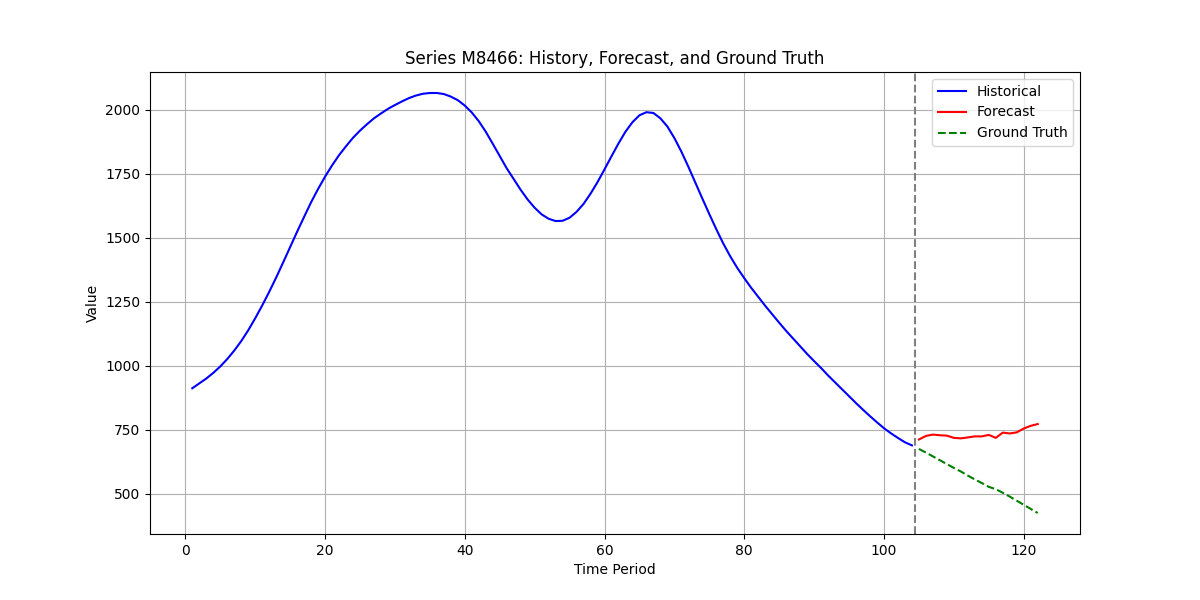 Series M8466: History, Forecast, and Ground Truth
Historical
Forecast
Ground Truth
2000
1750
1500
1250
1000
750
500
Value
0 20 40 60 80 100 120
Time Period